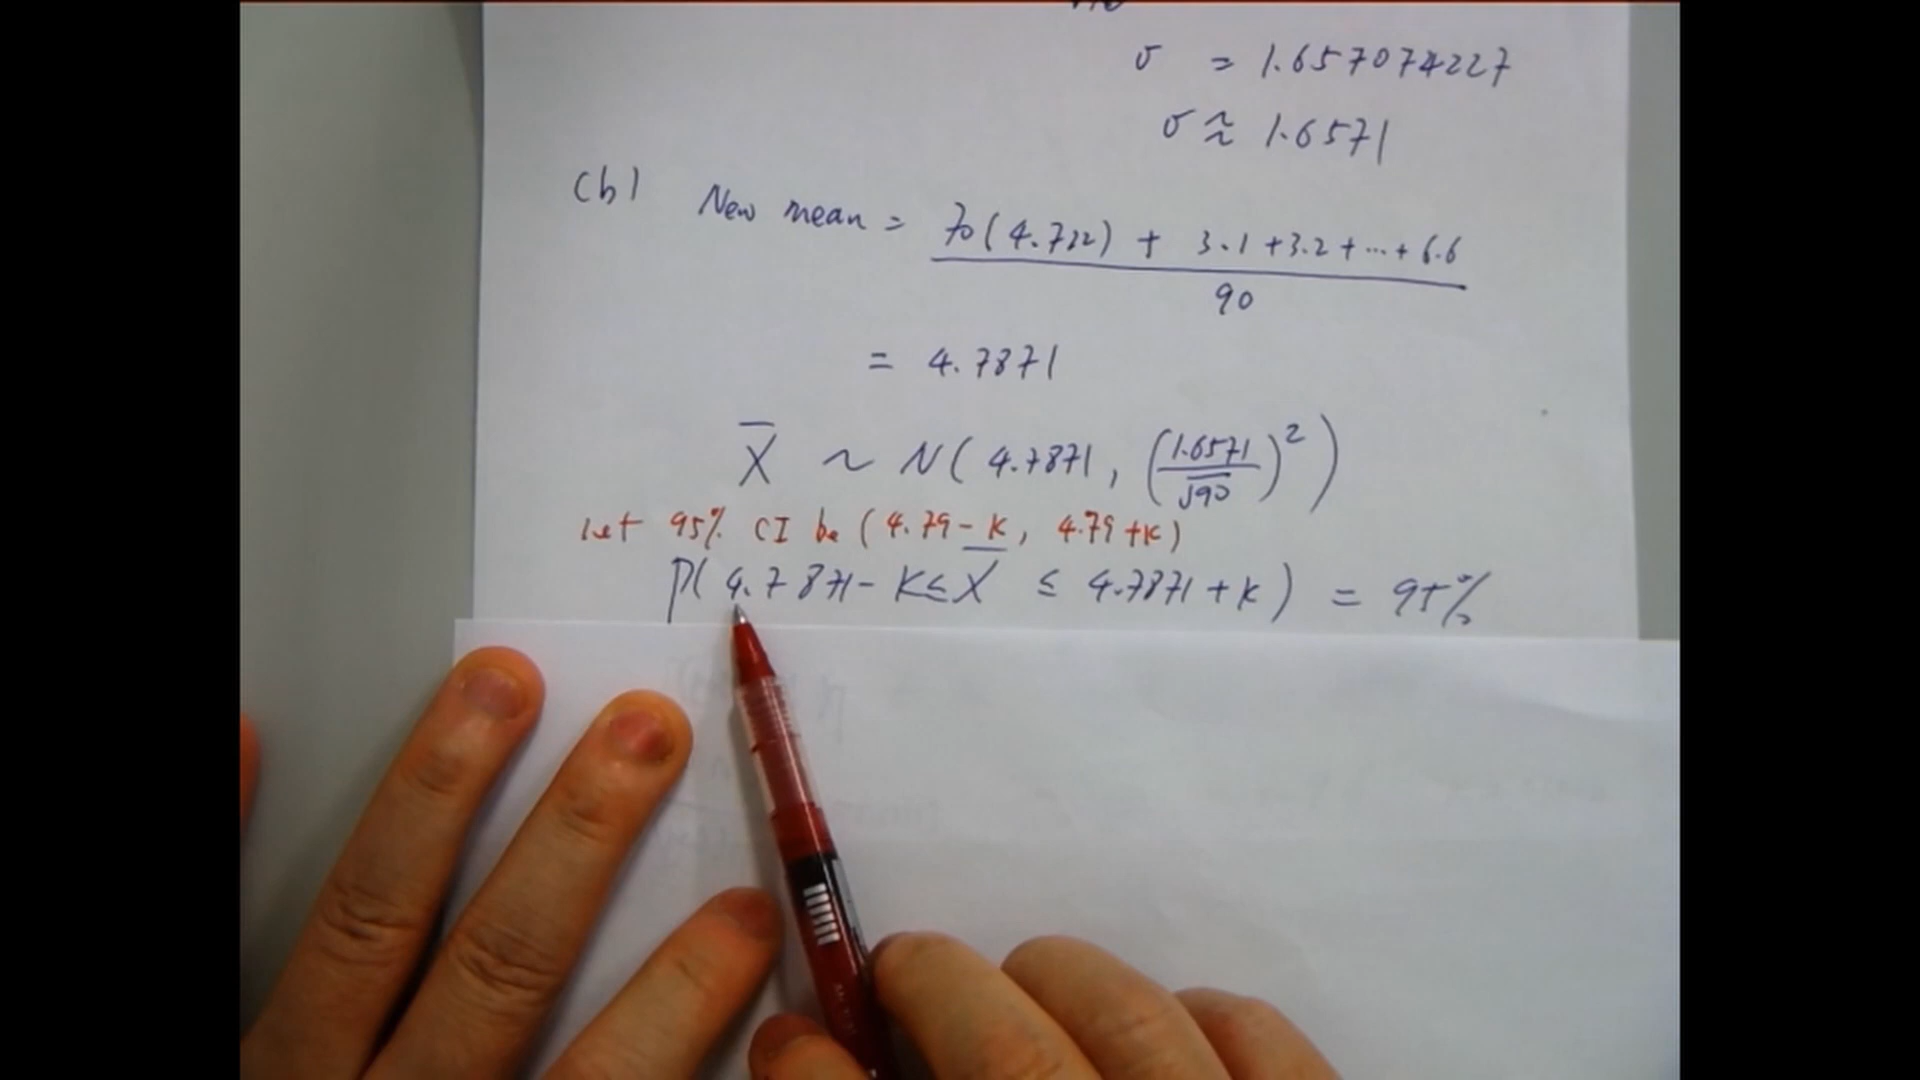 σ = 1.657074227
σ ≈ 1.6571
(b) New mean = (70(4.722) + 3.1 + 3.2 + ... + 6.6) / 90
= 4.7871
X̄ ~ N(4.7871, (1.6571/√90)²)
let 95% CI be (4.79 - K, 4.79 + K)
P(4.7871 - K ≤ X̄ ≤ 4.7871 + K) = 95%